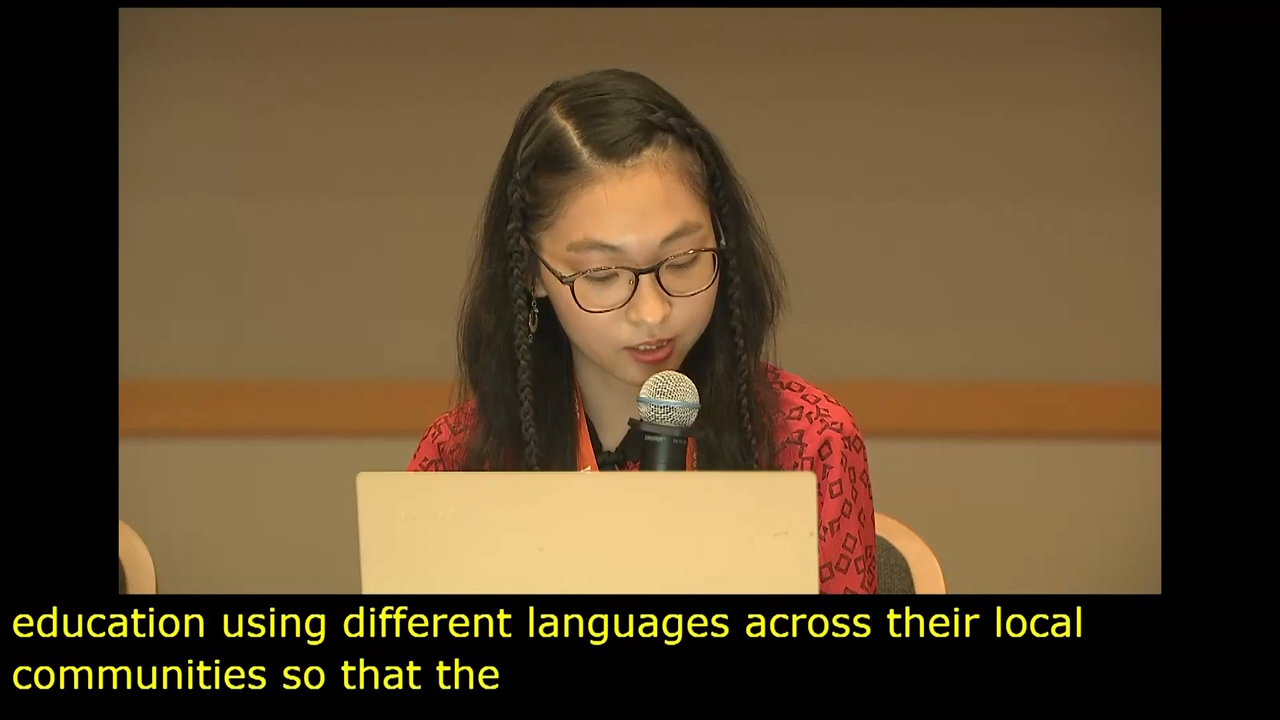 education using different languages across their local
communities so that the